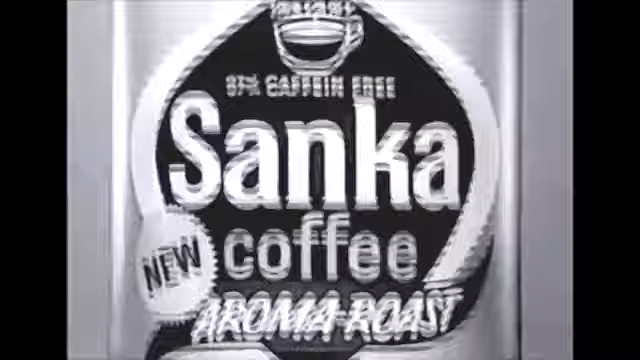 97% CAFFEIN FREE
Sanka
coffee
NEW
AROMA-ROAST